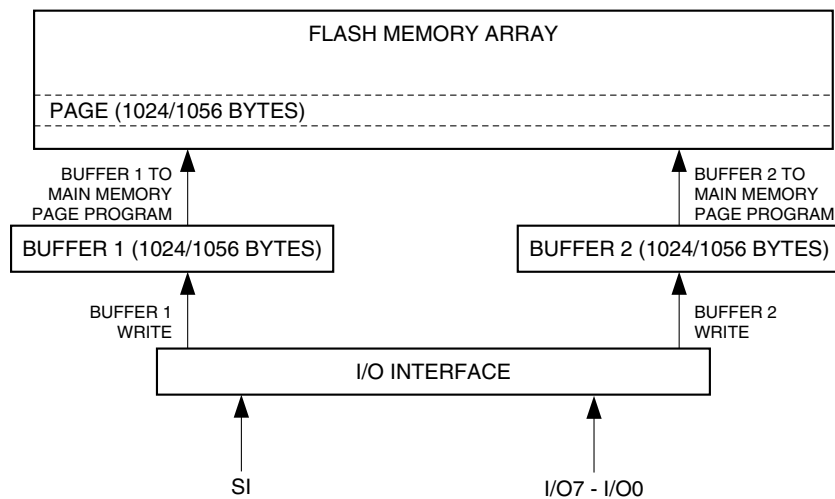 FLASH MEMORY ARRAY
PAGE (1024/1056 BYTES)
BUFFER 1 TO
MAIN MEMORY
PAGE PROGRAM
BUFFER 2 TO
MAIN MEMORY
PAGE PROGRAM
BUFFER 1 (1024/1056 BYTES)
BUFFER 2 (1024/1056 BYTES)
BUFFER 1
WRITE
BUFFER 2
WRITE
I/O INTERFACE
SI
I/O7 - I/O0